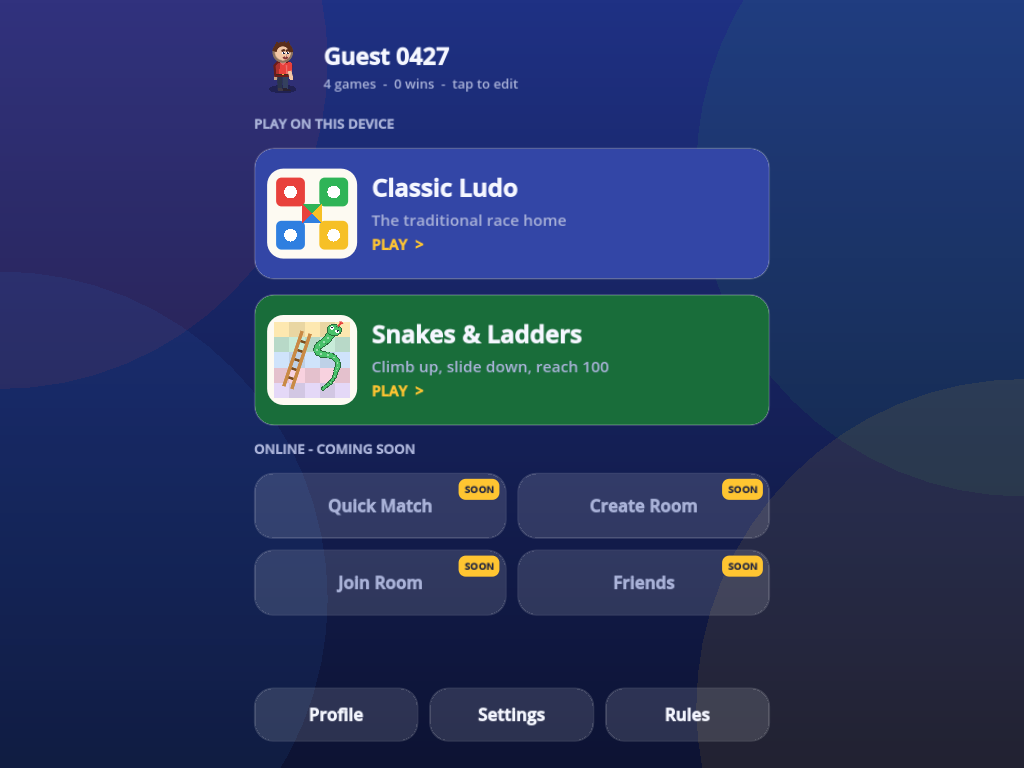 Guest 0427
4 games - 0 wins - tap to edit
PLAY ON THIS DEVICE
Classic Ludo
The traditional race home
PLAY >
Snakes & Ladders
Climb up, slide down, reach 100
PLAY >
ONLINE - COMING SOON
Quick Match SOON
Create Room SOON
Join Room SOON
Friends SOON
Profile
Settings
Rules